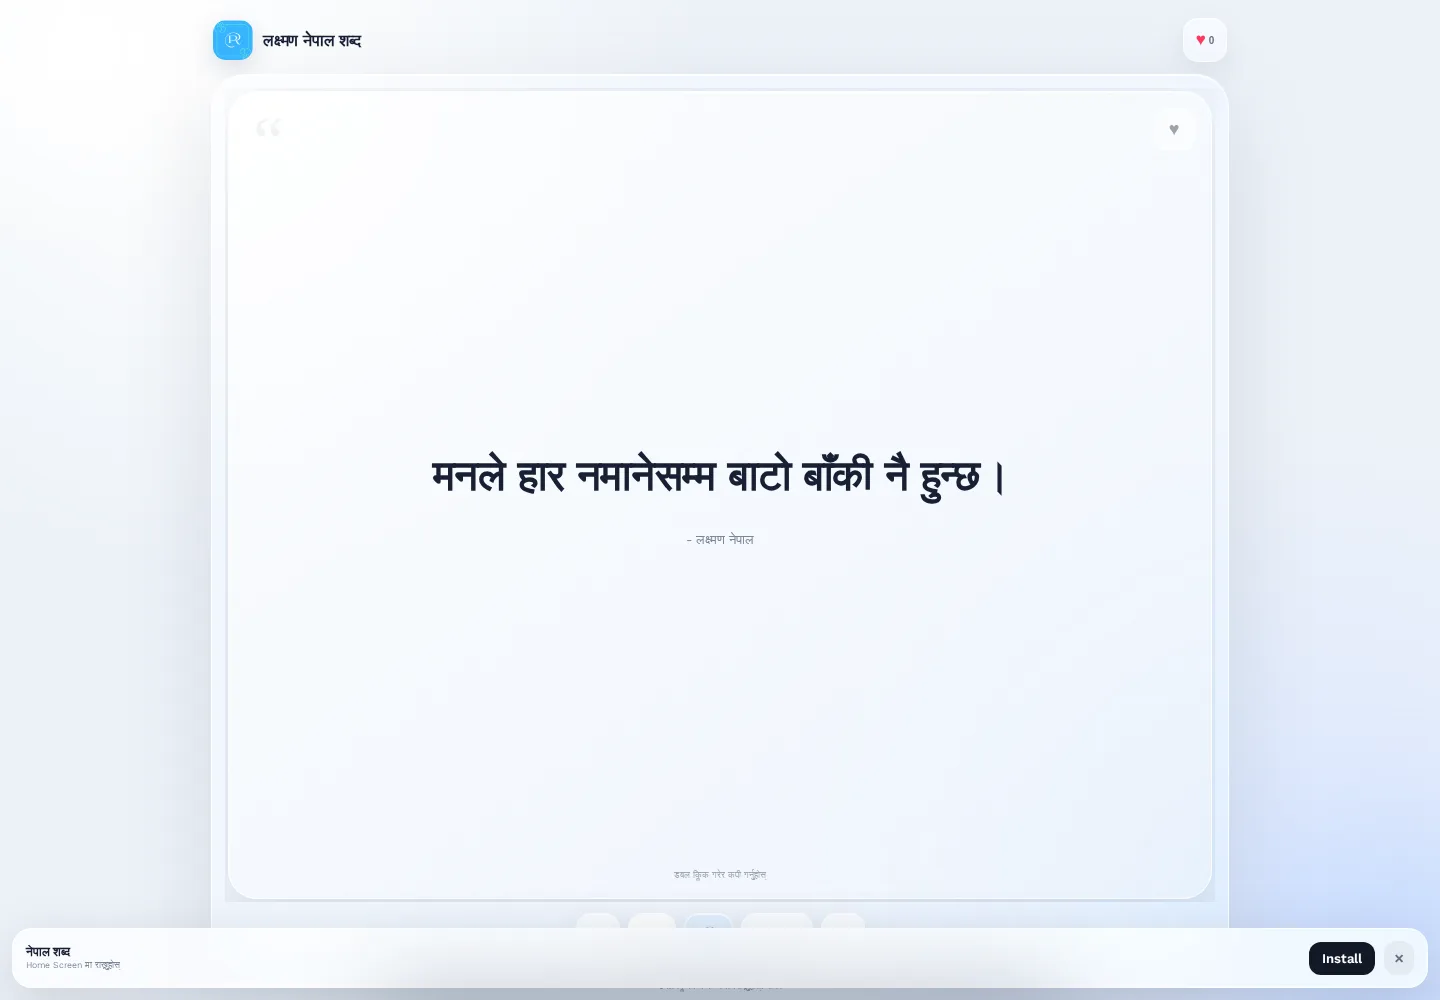 लक्ष्मण नेपाल शब्द
♥ 0
“
♥
मनले हार नमानेसम्म बाटो बाँकी नै हुन्छ।
- लक्ष्मण नेपाल
डबल क्लिक गरेर कपी गर्नुहोस्
नेपाल शब्द
Home Screen मा राख्नुहोस्
Install
×